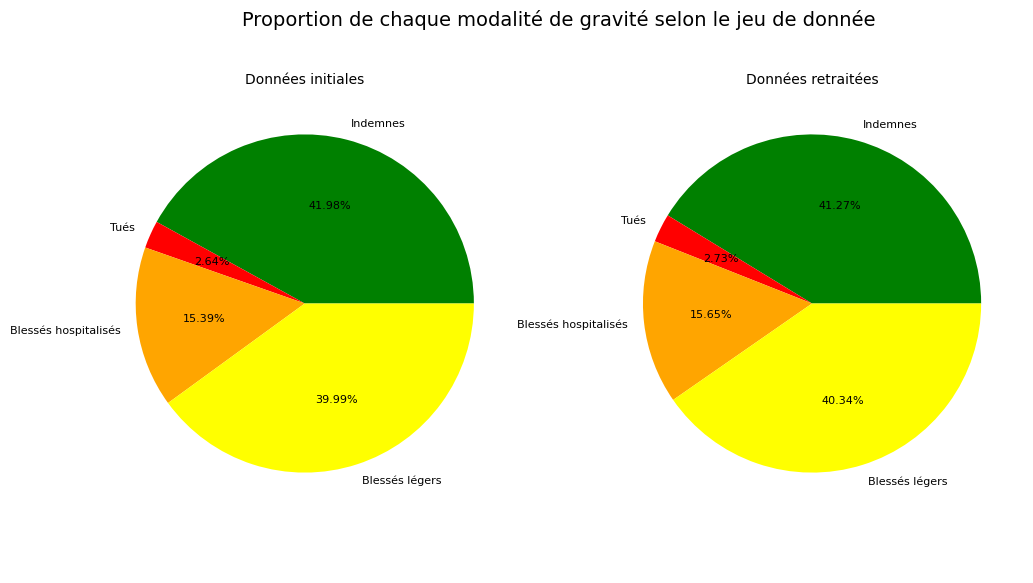 Proportion de chaque modalité de gravité selon le jeu de donnée
Données initiales
Indemnes
41.98%
Tués
2.64%
Blessés hospitalisés
15.39%
39.99%
Blessés légers
Données retraitées
Indemnes
41.27%
Tués
2.73%
Blessés hospitalisés
15.65%
40.34%
Blessés légers